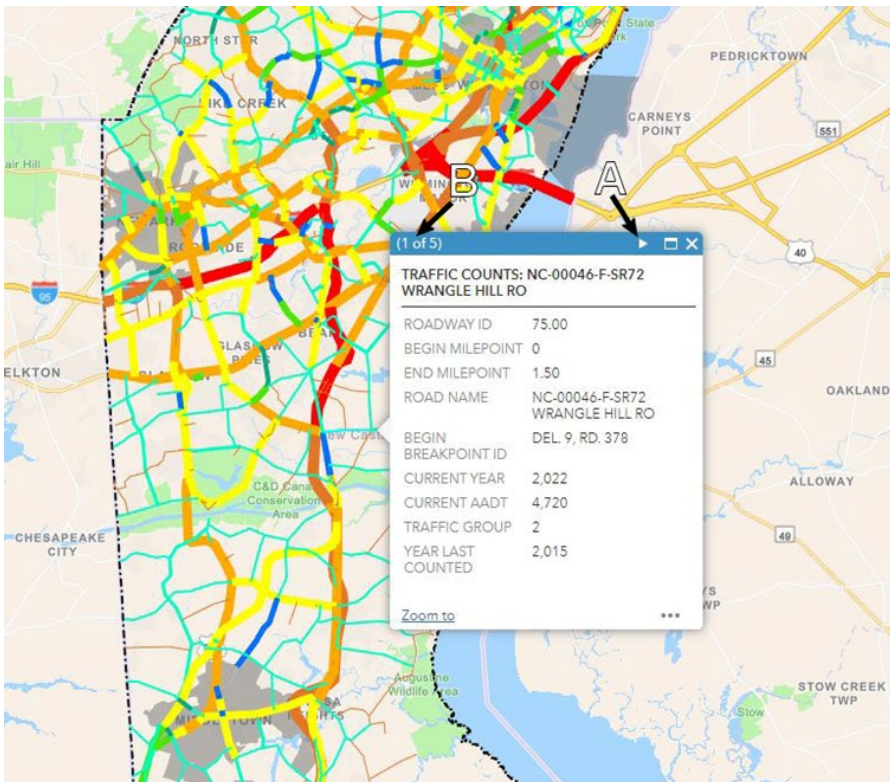 NORTH STAR
PEDRICKTOWN
PIKE CREEK
CARNEYS
POINT
551
B
A
40
(1 of 5)
TRAFFIC COUNTS: NC-00046-F-SR72
WRANGLE HILL RO
ROADWAY ID 75.00
BEGIN MILEPOINT 0
END MILEPOINT 1.50
ROAD NAME NC-00046-F-SR72
WRANGLE HILL RO
BEGIN
BREAKPOINT ID DEL. 9, RD. 378
CURRENT YEAR 2,022
CURRENT AADT 4,720
TRAFFIC GROUP 2
YEAR LAST
COUNTED 2,015
Zoom to
95
ELKTON
45
OAKLAND
C&D Canal
Conservation
Area
ALLOWAY
CHESAPEAKE
CITY
49
Augustine
Wildlife Area
STOW CREEK
TWP
Stow